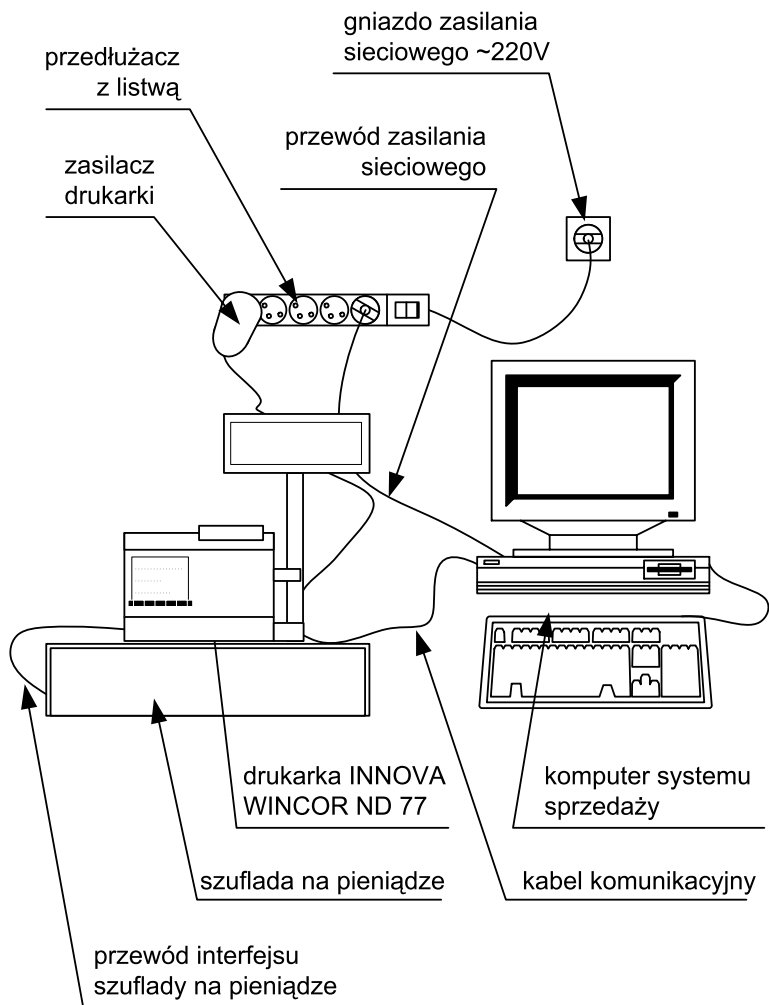 gniazdo zasilania
sieciowego ~220V
przedłużacz
z listwą
przewód zasilania
sieciowego
zasilacz
drukarki
drukarka INNOVA
WINCOR ND 77
komputer systemu
sprzedaży
szuflada na pieniądze
kabel komunikacyjny
przewód interfejsu
szuflady na pieniądze